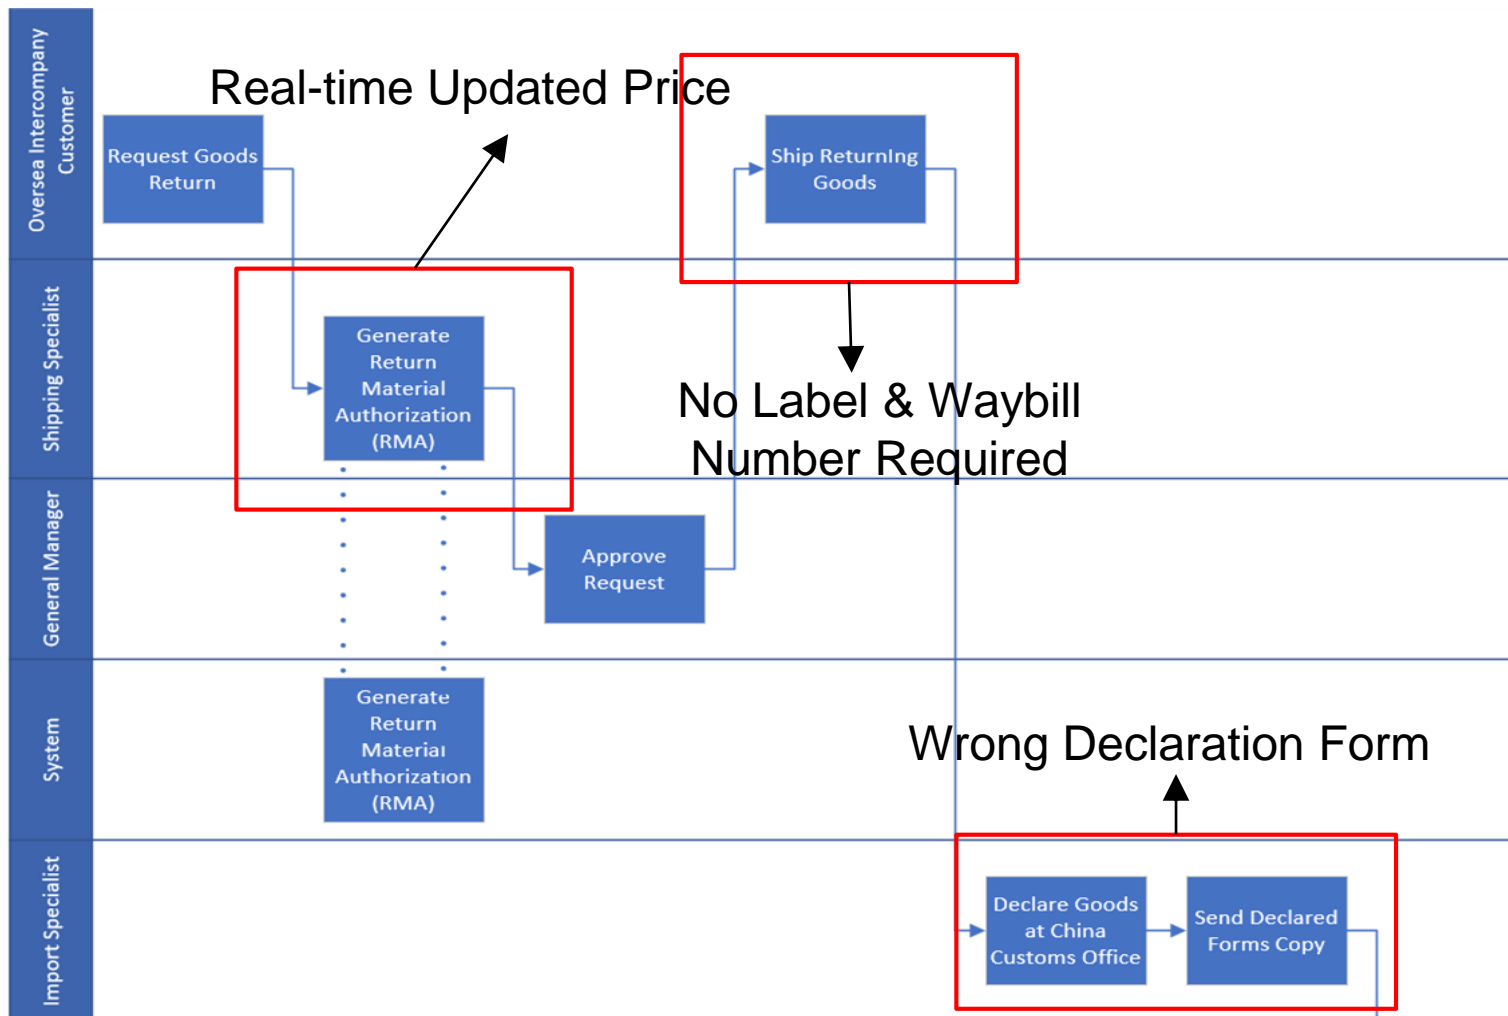 Oversea Intercompany
Customer
Real-time Updated Price
Request Goods
Return
Ship ReturnIng
Goods
Shipping Specialist
Generate
Return
Material
Authorization
(RMA)
No Label & Waybill
Number Required
General Manager
Approve
Request
System
Generate
Return
Material
Authorization
(RMA)
Wrong Declaration Form
Import Specialist
Declare Goods
at China
Customs Office
Send Declared
Forms Copy